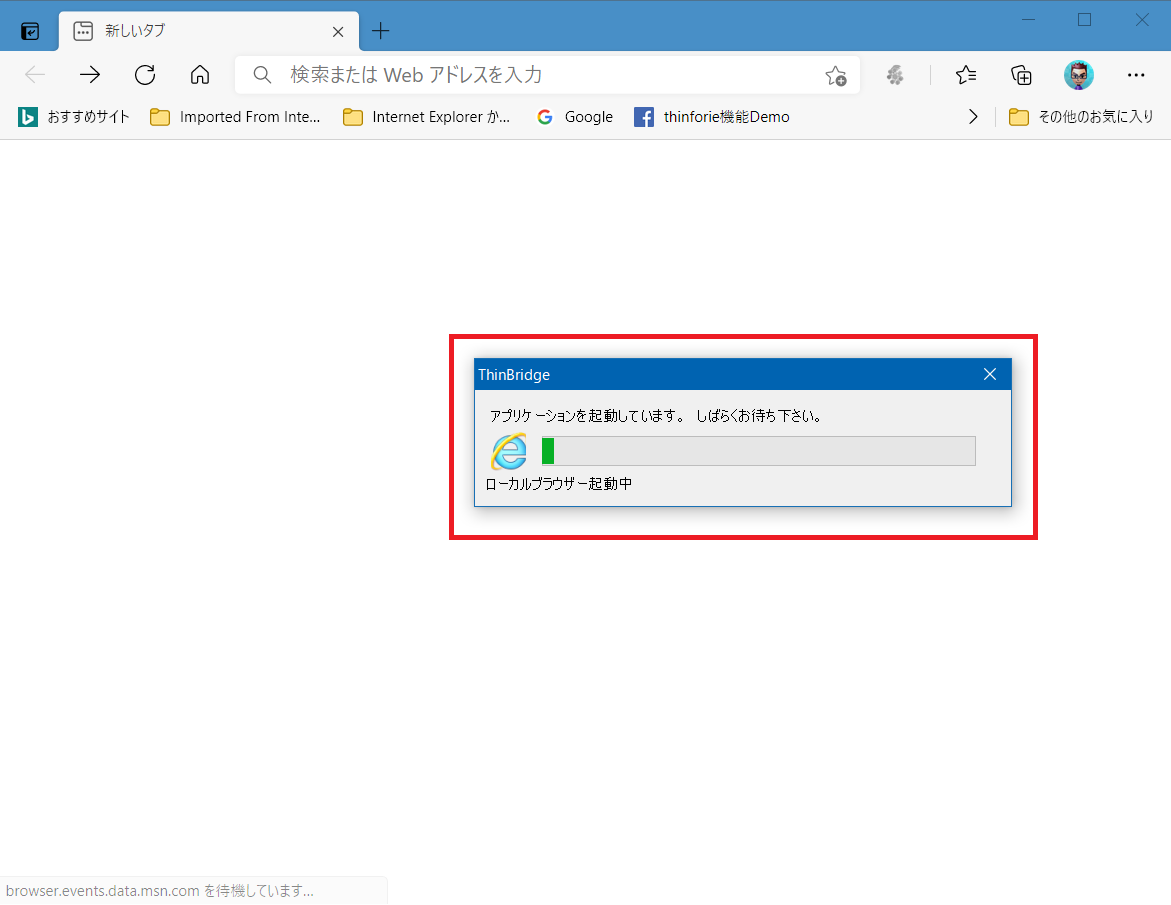 新しいタブ
検索または Web アドレスを入力
おすすめサイト
Imported From Inte...
Internet Explorer か...
Google
thinforie機能Demo
その他のお気に入り
ThinBridge
アプリケーションを起動しています。 しばらくお待ち下さい。
ローカルブラウザー起動中
browser.events.data.msn.com を待機しています...